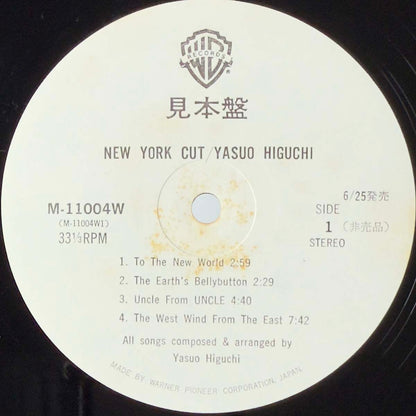 WB
RECORDS
®
見本盤
NEW YORK CUT/YASUO HIGUCHI
6/25発売
M-11004W
(M-11004W1)
33⅓RPM
SIDE
1 (非売品)
STEREO
1. To The New World 2:59
2. The Earth's Bellybutton 2:29
3. Uncle From UNCLE 4:40
4. The West Wind From The East 7:42
All songs composed & arranged by
Yasuo Higuchi
MADE BY WARNER PIONEER CORPORATION, JAPAN.